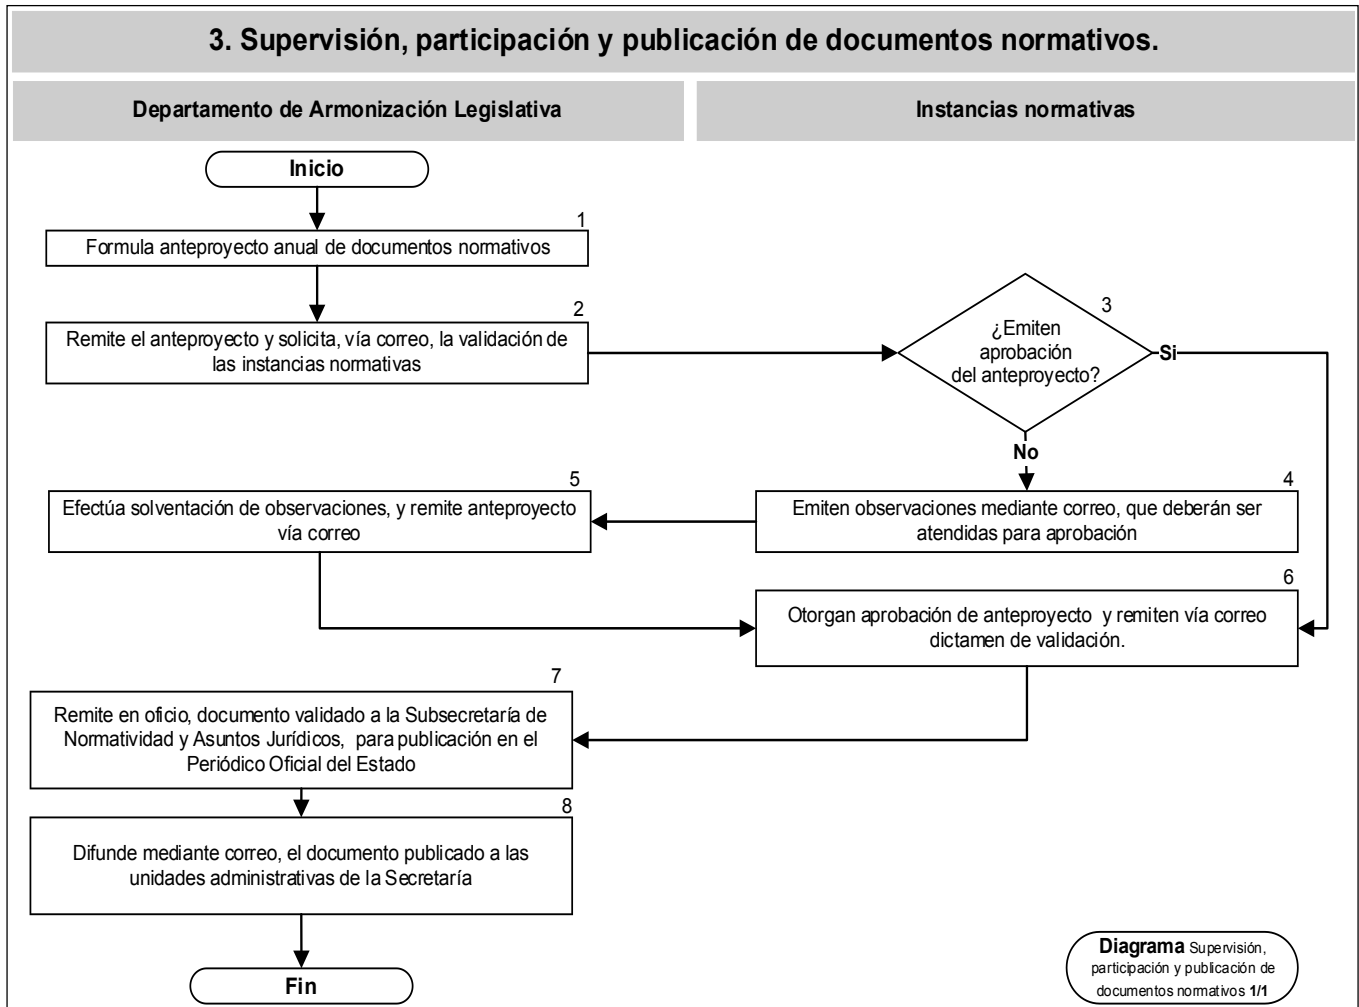 3. Supervisión, participación y publicación de documentos normativos.
Departamento de Armonización Legislativa
Instancias normativas
Inicio
1
Formula anteproyecto anual de documentos normativos
2
Remite el anteproyecto y solicita, vía correo, la validación de
las instancias normativas
3
¿Emiten
aprobación
del anteproyecto?
Si
No
4
Emiten observaciones mediante correo, que deberán ser
atendidas para aprobación
5
Efectúa solventación de observaciones, y remite anteproyecto
vía correo
6
Otorgan aprobación de anteproyecto y remiten vía correo
dictamen de validación.
7
Remite en oficio, documento validado a la Subsecretaría de
Normatividad y Asuntos Jurídicos, para publicación en el
Periódico Oficial del Estado
8
Difunde mediante correo, el documento publicado a las
unidades administrativas de la Secretaría
Fin
Diagrama Supervisión,
participación y publicación de
documentos normativos 1/1